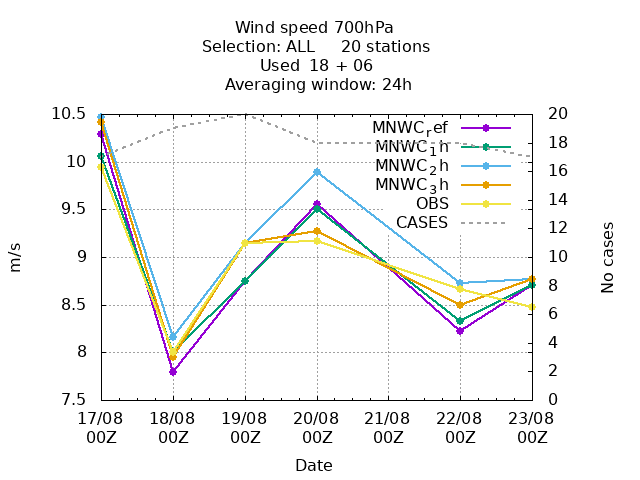 Wind speed 700hPa
Selection: ALL 20 stations
Used 18 + 06
Averaging window: 24h
10.5
10
9.5
9
8.5
8
7.5
m/s
20
18
16
14
12
10
8
6
4
2
0
No cases
MNWC_ref
MNWC_1h
MNWC_2h
MNWC_3h
OBS
CASES
17/08 18/08 19/08 20/08 21/08 22/08 23/08
00Z 00Z 00Z 00Z 00Z 00Z 00Z
Date